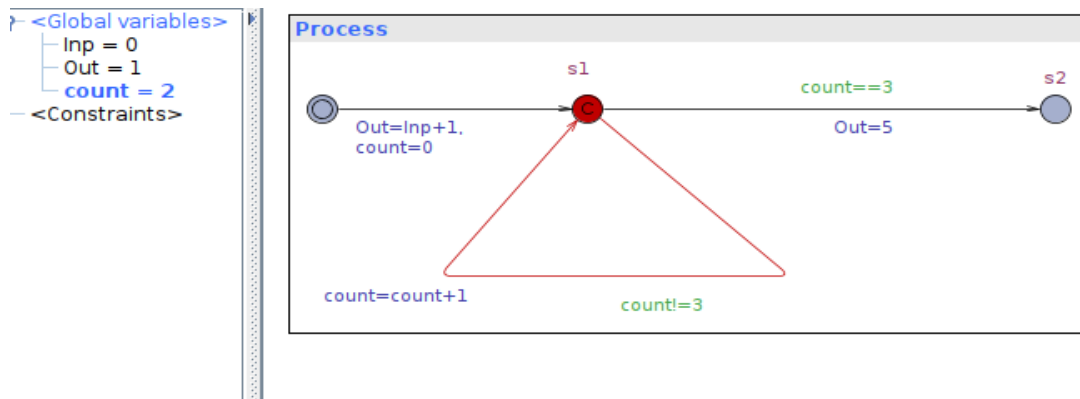 <Global variables>
Inp = 0
Out = 1
count = 2
<Constraints>
Process
s1
s2
C
count==3
Out=Inp+1,
count=0
Out=5
count=count+1
count!=3